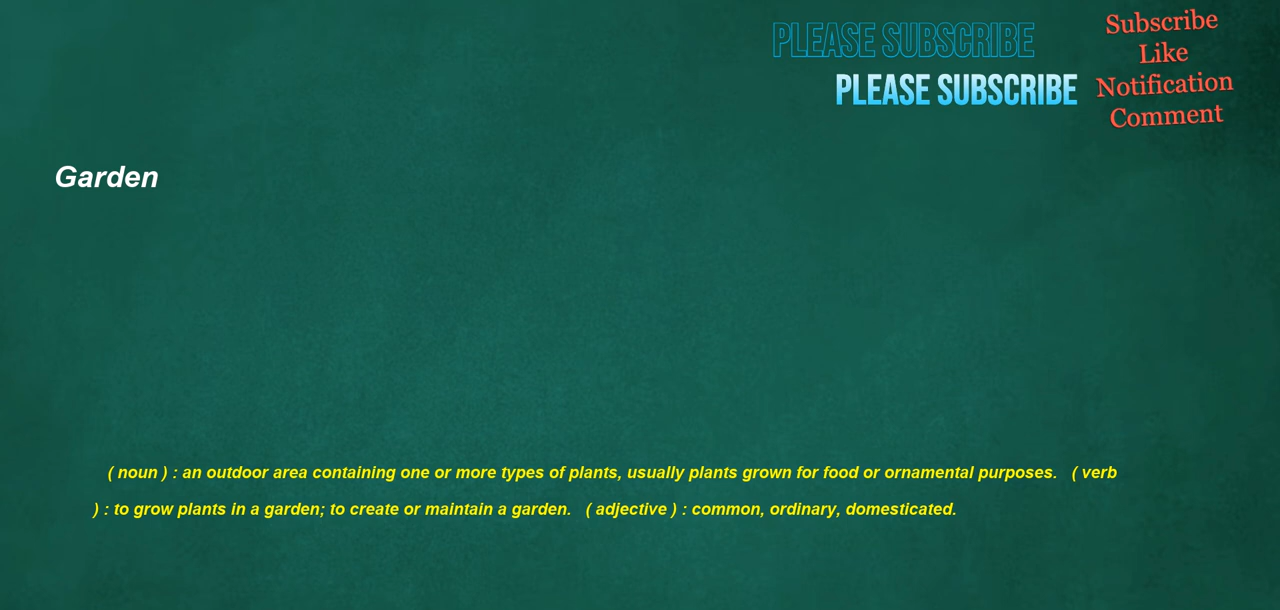 PLEASE SUBSCRIBE
PLEASE SUBSCRIBE
Subscribe
Like
Notification
Comment
Garden
( noun ) : an outdoor area containing one or more types of plants, usually plants grown for food or ornamental purposes. ( verb
) : to grow plants in a garden; to create or maintain a garden. ( adjective ) : common, ordinary, domesticated.